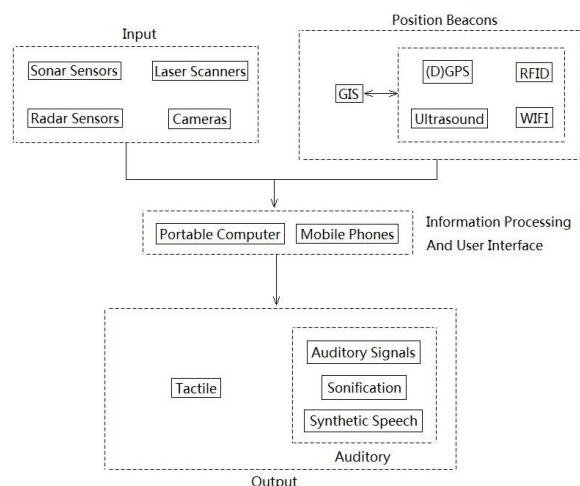 Input
Sonar Sensors
Laser Scanners
Radar Sensors
Cameras
Position Beacons
GIS
(D)GPS
RFID
Ultrasound
WIFI
Portable Computer
Mobile Phones
Information Processing
And User Interface
Tactile
Auditory Signals
Sonification
Synthetic Speech
Auditory
Output